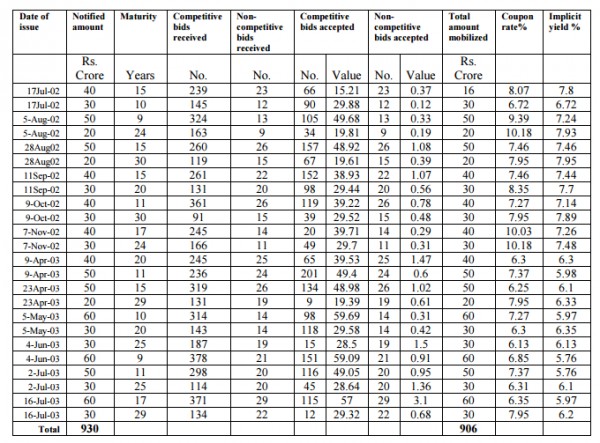 Date of issue Notified amount Maturity Competitive bids received Non-competitive bids received Competitive bids accepted Non-competitive bids accepted Total amount mobilized Coupon rate% Implicit yield %
Rs. Crore Years No. No. No. Value No. Value Rs. Crore
17Jul-02 40 15 239 23 66 15.21 23 0.37 16 8.07 7.8
17Jul-02 30 10 145 12 90 29.88 12 0.12 30 6.72 6.72
5-Aug-02 50 9 324 13 105 49.68 13 0.33 50 9.39 7.24
5-Aug-02 20 24 163 9 34 19.81 9 0.19 20 10.18 7.93
28Aug02 50 15 260 26 157 48.92 26 1.08 50 7.46 7.46
28Aug02 20 30 119 15 67 19.61 15 0.39 20 7.95 7.95
11Sep-02 40 15 261 22 152 38.93 22 1.07 40 7.46 7.44
11Sep-02 30 20 131 20 98 29.44 20 0.56 30 8.35 7.7
9-Oct-02 40 11 361 26 119 39.22 26 0.78 40 7.27 7.14
9-Oct-02 30 30 91 15 39 29.52 15 0.48 30 7.95 7.89
7-Nov-02 40 17 245 14 20 39.71 14 0.29 40 10.03 7.26
7-Nov-02 30 24 166 11 49 29.7 11 0.31 30 10.18 7.48
9-Apr-03 40 20 245 25 65 39.53 25 1.47 40 6.3 6.3
9-Apr-03 50 11 236 24 201 49.4 24 0.6 50 7.37 5.98
23Apr-03 50 15 319 26 134 48.98 26 1.02 50 6.25 6.1
23Apr-03 20 29 131 19 9 19.39 19 0.61 20 7.95 6.33
5-May-03 60 10 314 14 98 59.69 14 0.31 60 7.27 5.97
5-May-03 30 20 143 14 118 29.58 14 0.42 30 6.3 6.35
4-Jun-03 30 25 187 19 15 28.5 19 1.5 30 6.13 6.13
4-Jun-03 60 9 378 21 151 59.09 21 0.91 60 6.85 5.76
2-Jul-03 50 11 298 20 116 49.05 20 0.95 50 7.37 5.76
2-Jul-03 30 25 114 20 45 28.64 20 1.36 30 6.31 6.1
16-Jul-03 60 17 371 29 115 57 29 3.1 60 6.35 5.97
16-Jul-03 30 29 134 22 12 29.32 22 0.68 30 7.95 6.2
Total 930 906